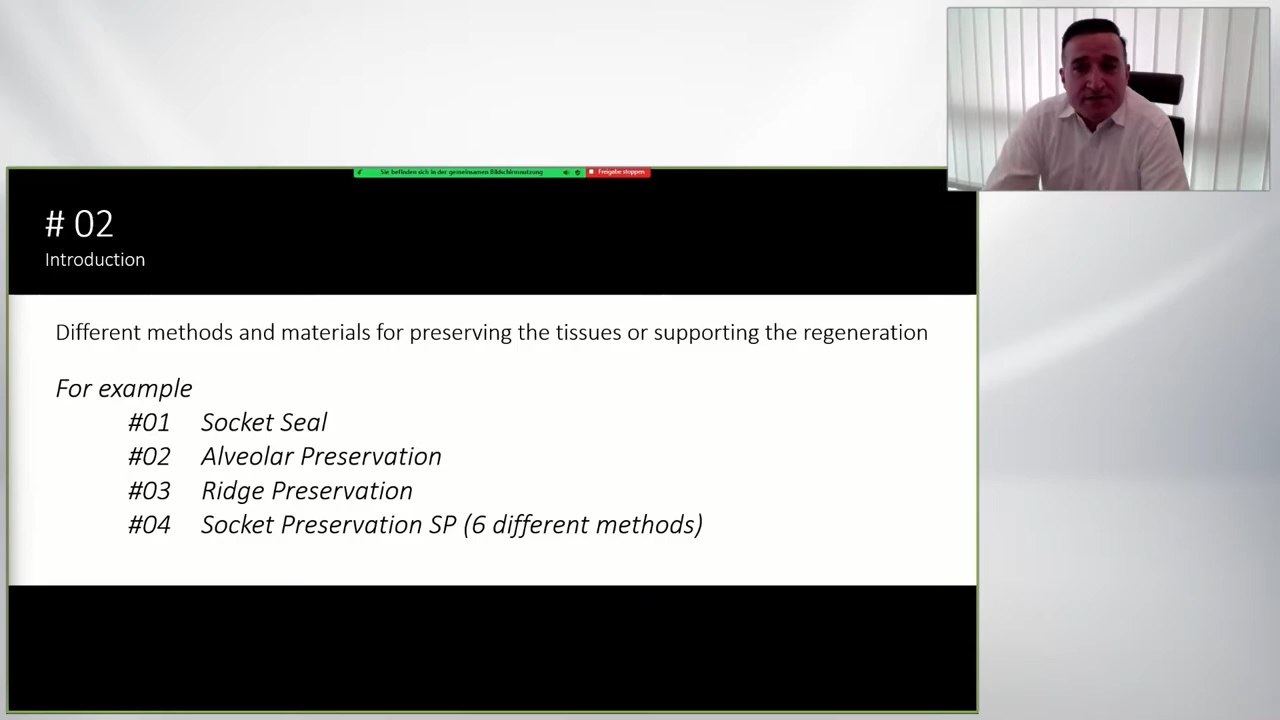 Sie befinden sich in der gemeinsamen Bildschirmnutzung
Freigabe stoppen
# 02
Introduction
Different methods and materials for preserving the tissues or supporting the regeneration
For example
#01 Socket Seal
#02 Alveolar Preservation
#03 Ridge Preservation
#04 Socket Preservation SP (6 different methods)